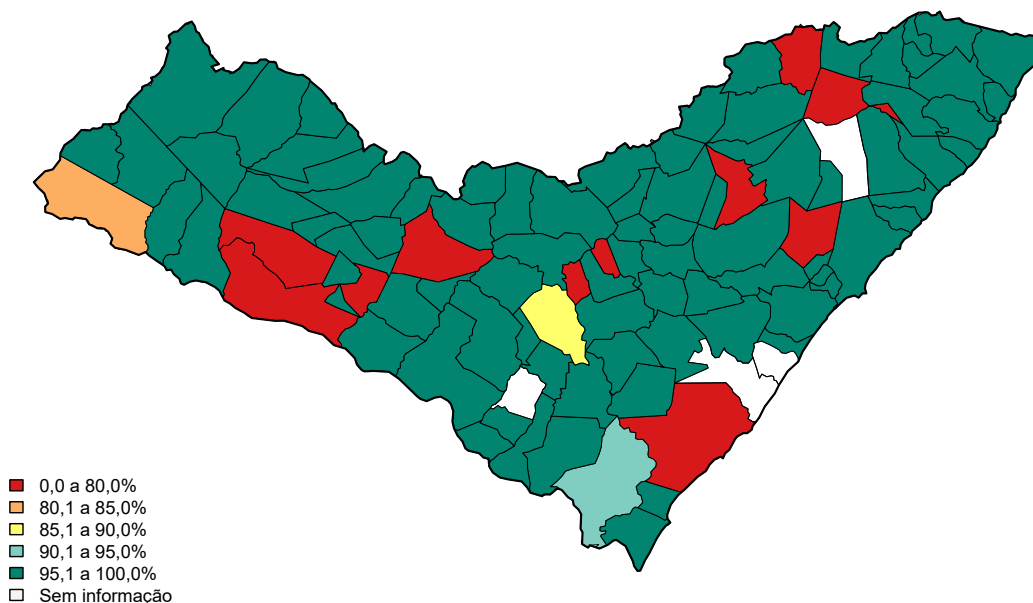 0,0 a 80,0%
80,1 a 85,0%
85,1 a 90,0%
90,1 a 95,0%
95,1 a 100,0%
Sem informação